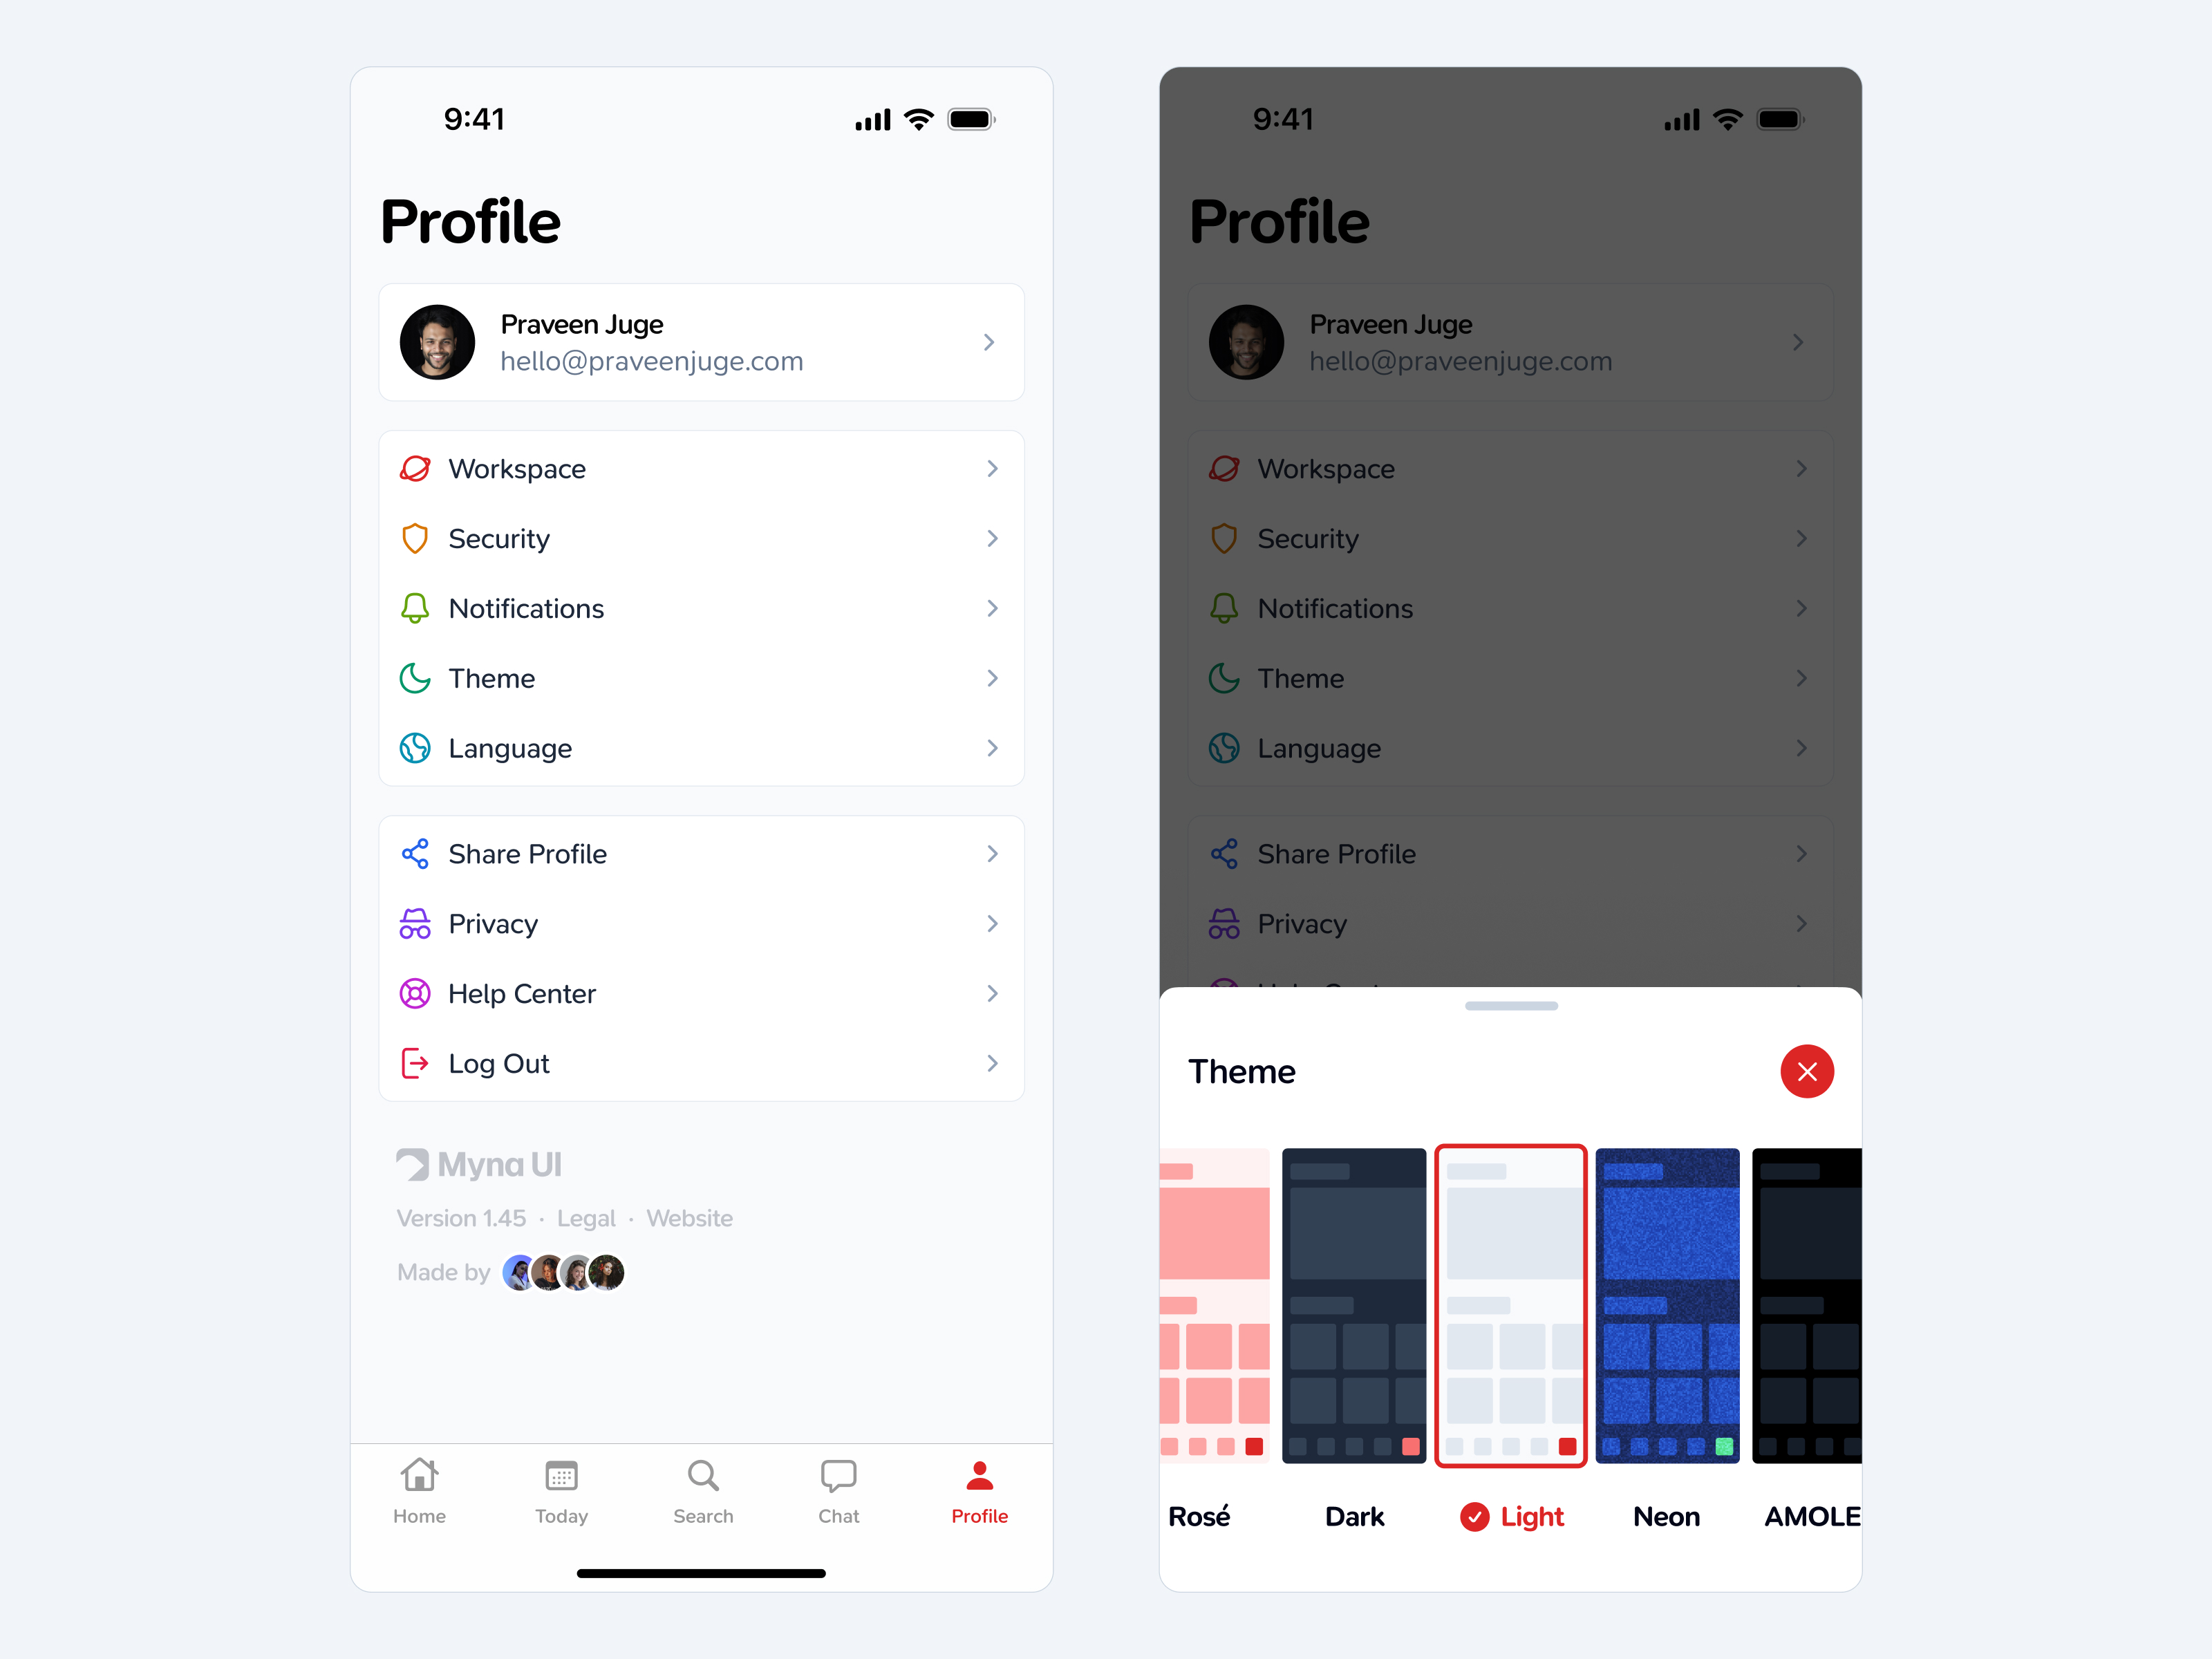 9:41
Profile
Praveen Juge
hello@praveenjuge.com
Workspace
Security
Notifications
Theme
Language
Share Profile
Privacy
Help Center
Log Out
Myna UI
Version 1.45 · Legal · Website
Made by
Home Today Search Chat Profile
9:41
Profile
Praveen Juge
hello@praveenjuge.com
Workspace
Security
Notifications
Theme
Language
Share Profile
Privacy
Theme
Rosé Dark Light Neon AMOLE